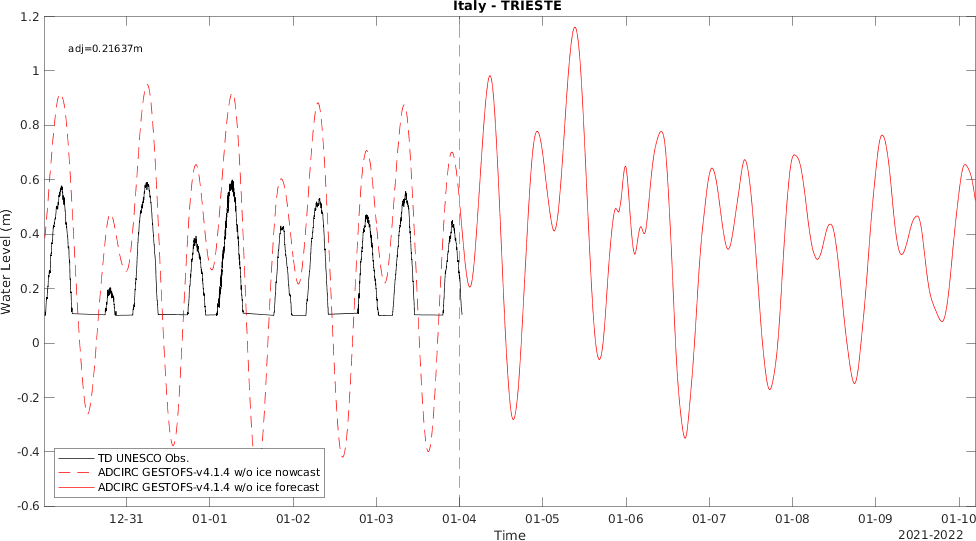 Italy - TRIESTE
adj=0.21637m
Water Level (m)
1.2
1
0.8
0.6
0.4
0.2
0
-0.2
-0.4
-0.6
TD UNESCO Obs.
ADCIRC GESTOFS-v4.1.4 w/o ice nowcast
ADCIRC GESTOFS-v4.1.4 w/o ice forecast
12-31 01-01 01-02 01-03 01-04 01-05 01-06 01-07 01-08 01-09 01-10
Time
2021-2022